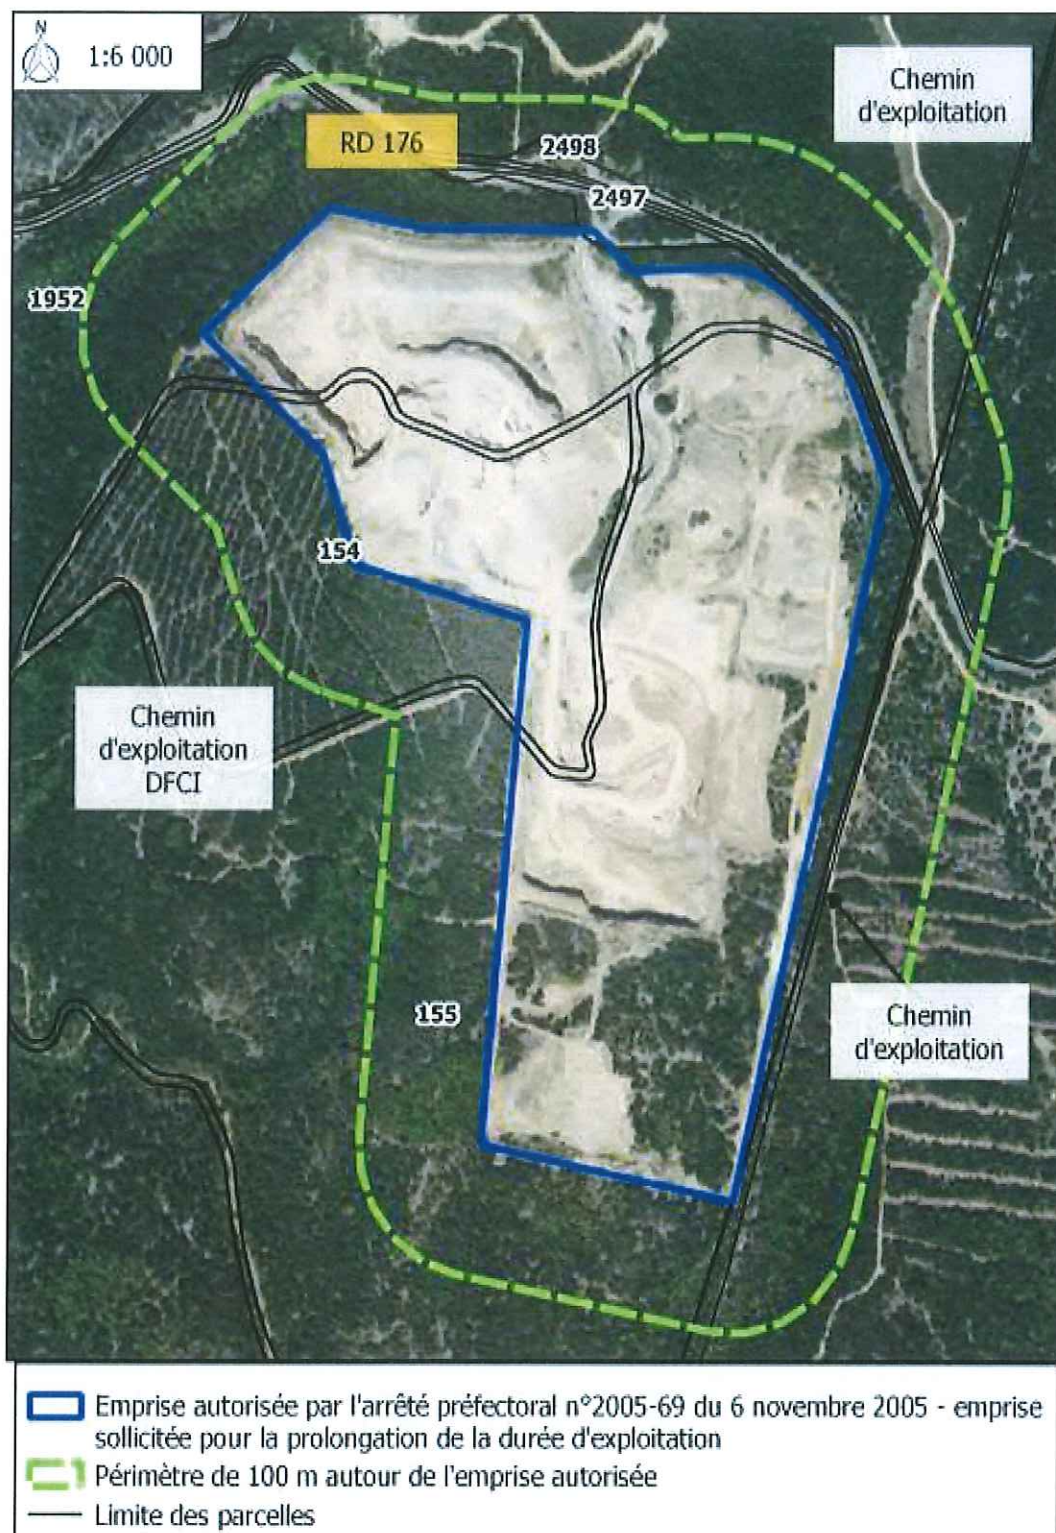 N
1:6 000
Chemin
d'exploitation
RD 176
2498
2497
1952
154
Chemin
d'exploitation
DFCI
155
Chemin
d'exploitation
Emprise autorisée par l'arrêté préfectoral n°2005-69 du 6 novembre 2005 - emprise
sollicitée pour la prolongation de la durée d'exploitation
Périmètre de 100 m autour de l'emprise autorisée
Limite des parcelles